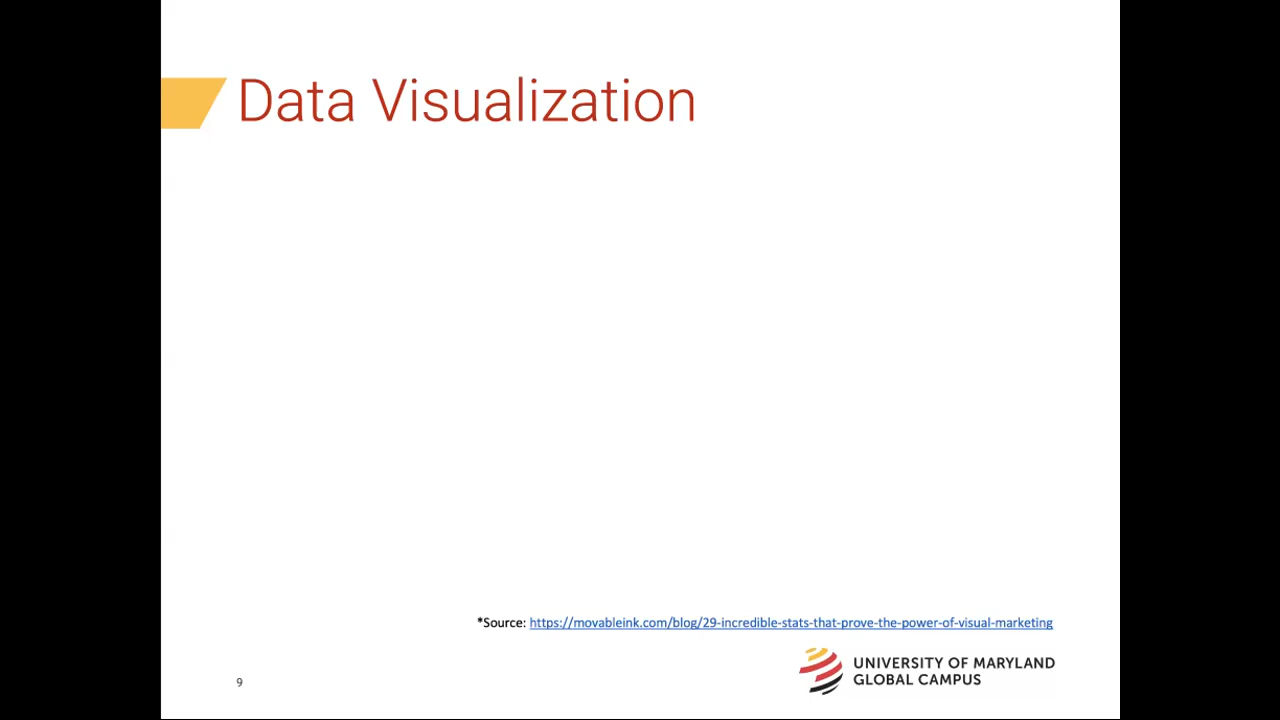 Data Visualization
*Source: https://movableink.com/blog/29-incredible-stats-that-prove-the-power-of-visual-marketing
UNIVERSITY OF MARYLAND
GLOBAL CAMPUS
9